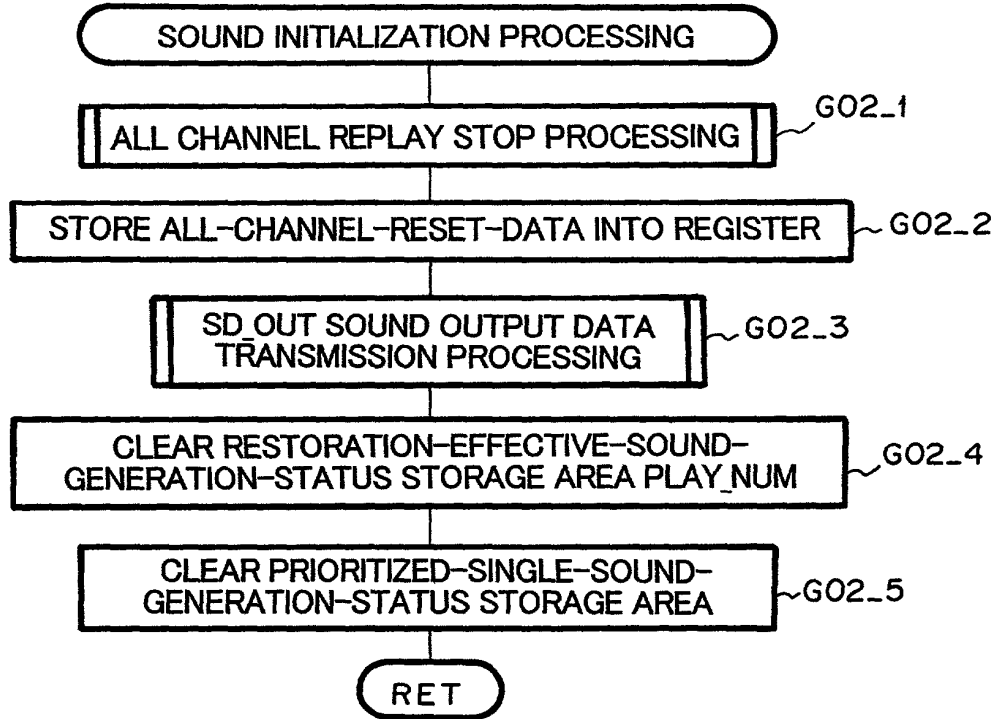 SOUND INITIALIZATION PROCESSING
ALL CHANNEL REPLAY STOP PROCESSING
G02_1
STORE ALL-CHANNEL-RESET-DATA INTO REGISTER
G02_2
SD_OUT SOUND OUTPUT DATA
TRANSMISSION PROCESSING
G02_3
CLEAR RESTORATION-EFFECTIVE-SOUND-
GENERATION-STATUS STORAGE AREA PLAY_NUM
G02_4
CLEAR PRIORITIZED-SINGLE-SOUND-
GENERATION-STATUS STORAGE AREA
G02_5
RET